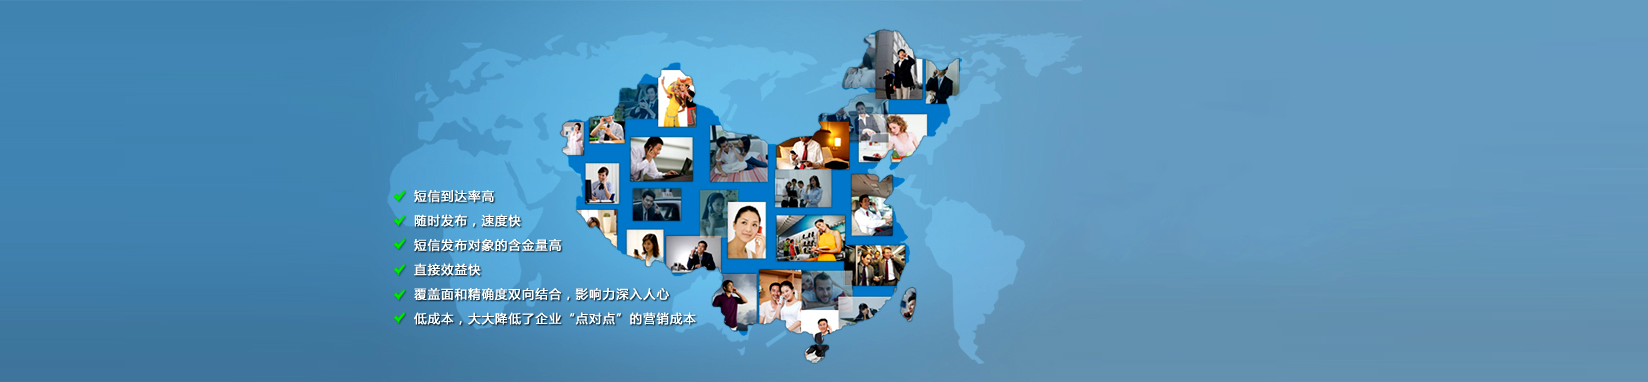 短信到达率高
随时发布，速度快
短信发布对象的含金量高
直接效益快
覆盖面和精确度双向结合，影响力深入人心
低成本，大大降低了企业“点对点”的营销成本